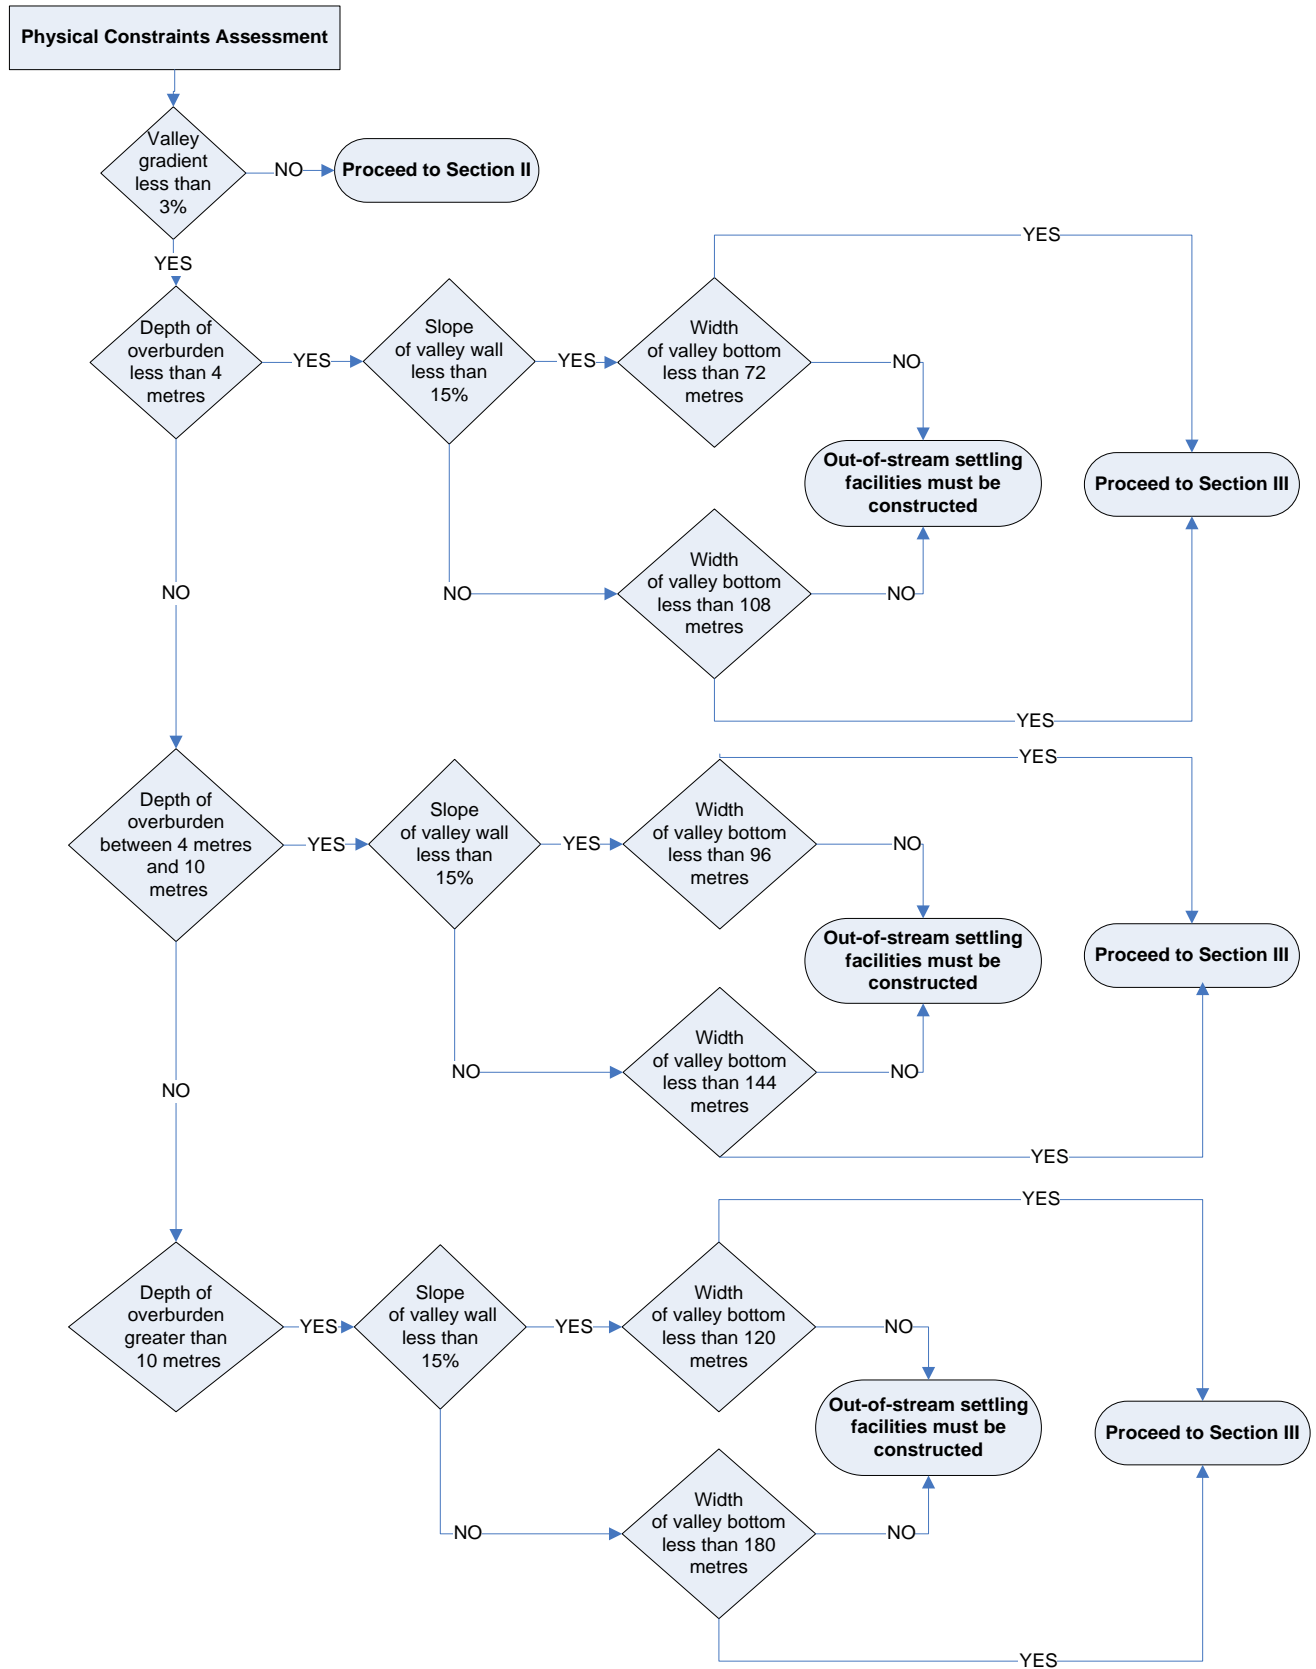 Physical Constraints Assessment
Valley
gradient
less than
3%
NO
Proceed to Section II
YES
Depth of
overburden
less than 4
metres
YES
Slope
of valley wall
less than
15%
YES
Width
of valley bottom
less than 72
metres
YES
NO
Out-of-stream settling
facilities must be
constructed
Proceed to Section III
NO
NO
Width
of valley bottom
less than 108
metres
NO
YES
Depth of
overburden
between 4 metres
and 10
metres
YES
Slope
of valley wall
less than
15%
YES
Width
of valley bottom
less than 96
metres
YES
NO
Out-of-stream settling
facilities must be
constructed
Proceed to Section III
NO
NO
Width
of valley bottom
less than 144
metres
NO
YES
Depth of
overburden
greater than
10 metres
YES
Slope
of valley wall
less than
15%
YES
Width
of valley bottom
less than 120
metres
YES
NO
Out-of-stream settling
facilities must be
constructed
Proceed to Section III
NO
Width
of valley bottom
less than 180
metres
NO
YES